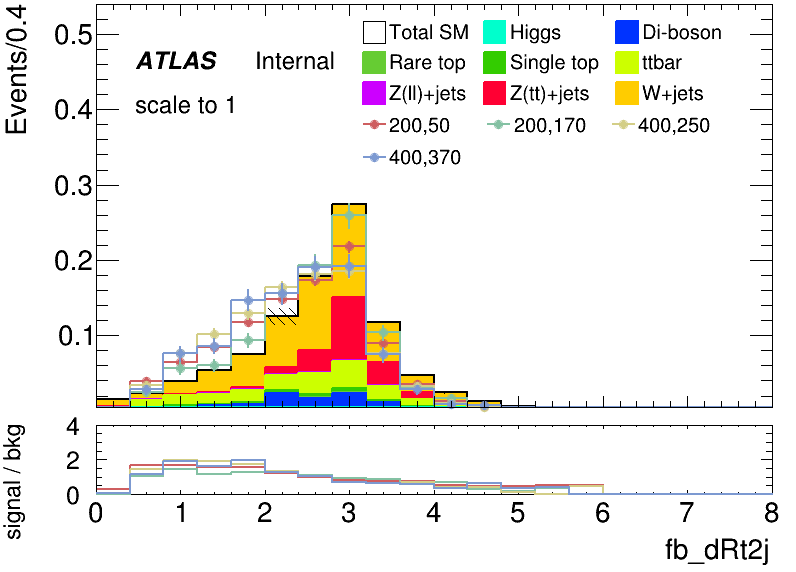 Events/0.4
0.5
0.4
0.3
0.2
0.1
ATLAS Internal
scale to 1
Total SM Higgs Di-boson
Rare top Single top ttbar
Z(ll)+jets Z(tt)+jets W+jets
200,50 200,170 400,250
400,370
signal / bkg
4
2
0
0 1 2 3 4 5 6 7 8
fb_dRt2j